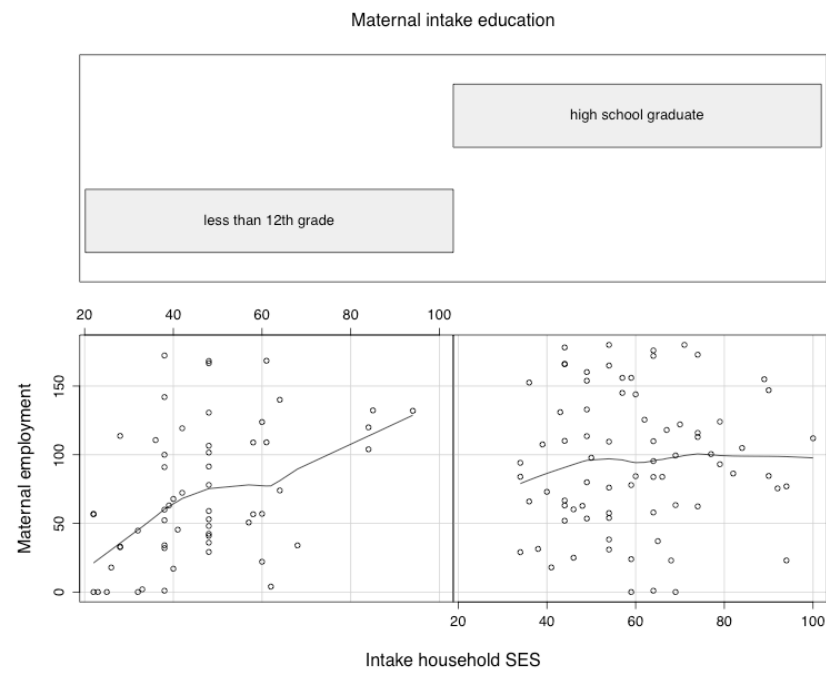 Maternal intake education
high school graduate
less than 12th grade
20 40 60 80 100
Maternal employment
150
100
50
0
20 40 60 80 100
Intake household SES